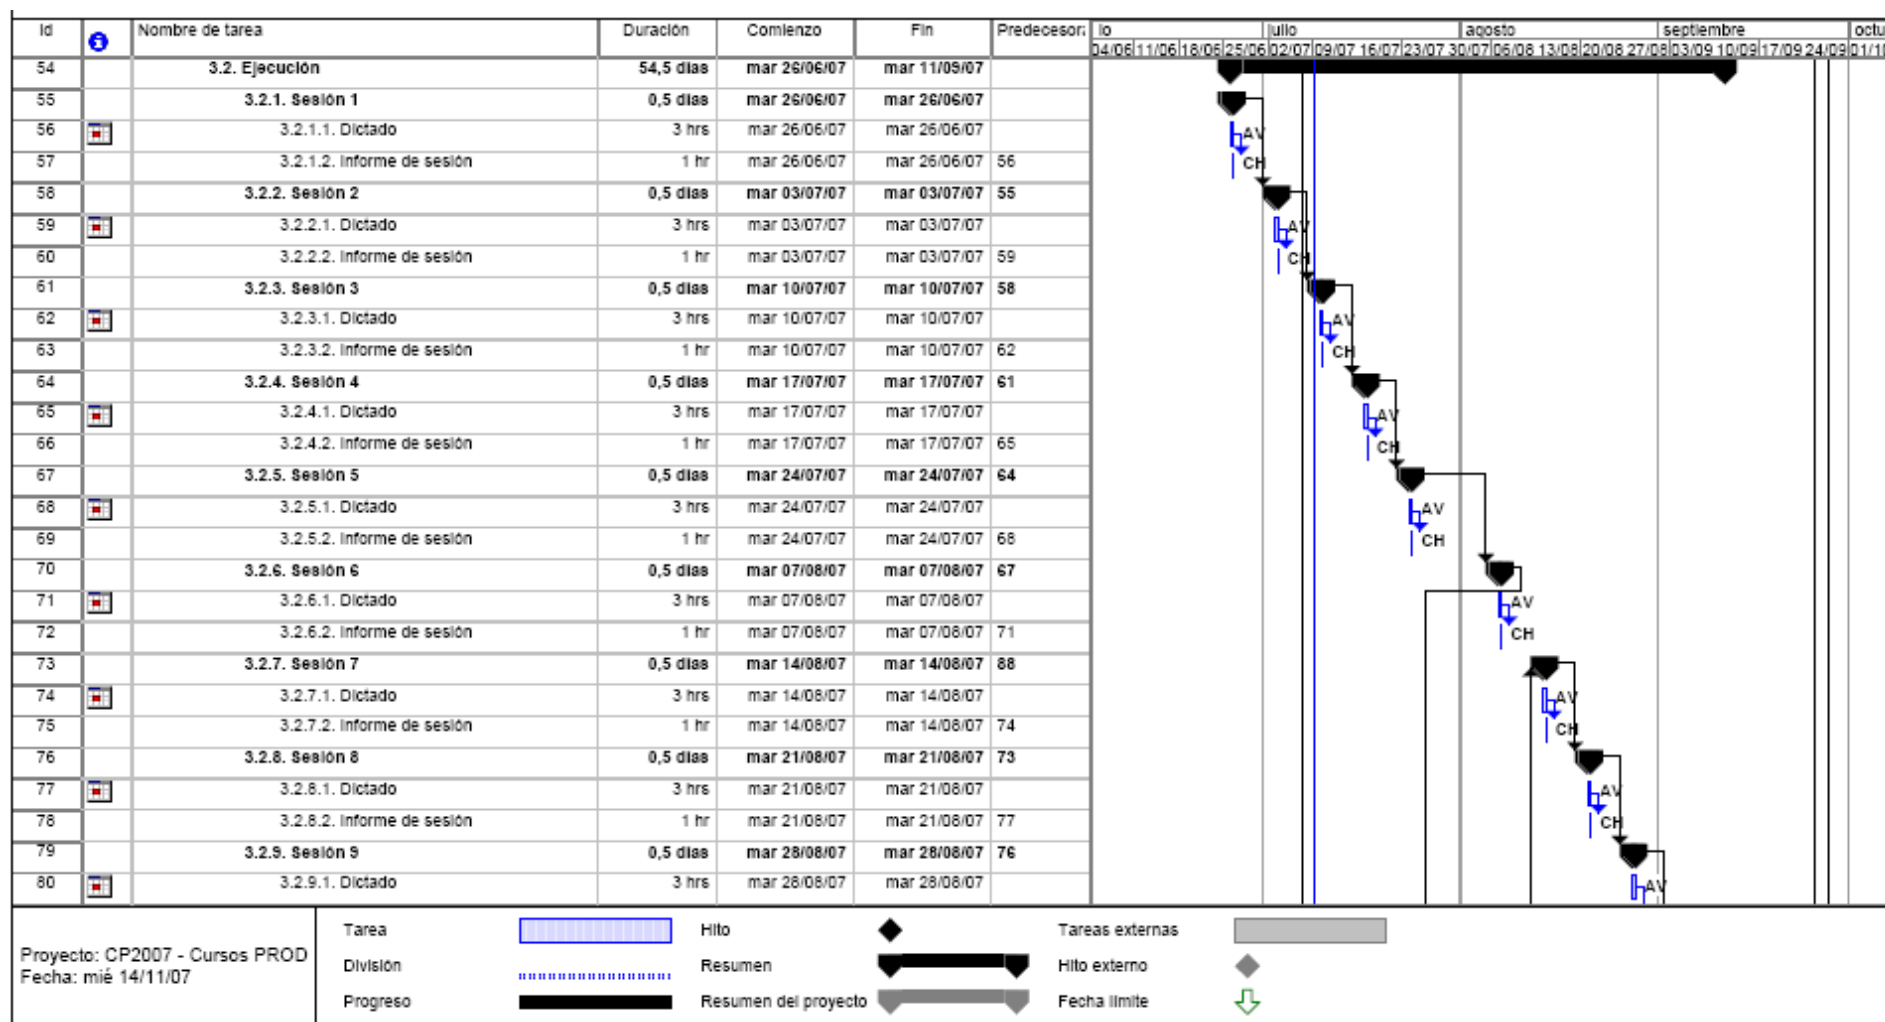 Id Nombre de tarea Duración Comienzo Fin Predecesor: io julio agosto septiembre octu
04/06 11/06 18/06 25/06 02/07 09/07 16/07 23/07 30/07 06/08 13/08 20/08 27/08 03/09 10/09 17/09 24/09 01/1
54 3.2. Ejecución 54,5 días mar 26/06/07 mar 11/09/07
55 3.2.1. Sesión 1 0,5 días mar 26/06/07 mar 26/06/07
56 3.2.1.1. Dictado 3 hrs mar 26/06/07 mar 26/06/07 AV
57 3.2.1.2. Informe de sesión 1 hr mar 26/06/07 mar 26/06/07 56 CH
58 3.2.2. Sesión 2 0,5 días mar 03/07/07 mar 03/07/07 55
59 3.2.2.1. Dictado 3 hrs mar 03/07/07 mar 03/07/07 AV
60 3.2.2.2. Informe de sesión 1 hr mar 03/07/07 mar 03/07/07 59 CH
61 3.2.3. Sesión 3 0,5 días mar 10/07/07 mar 10/07/07 58
62 3.2.3.1. Dictado 3 hrs mar 10/07/07 mar 10/07/07 AV
63 3.2.3.2. Informe de sesión 1 hr mar 10/07/07 mar 10/07/07 62 CH
64 3.2.4. Sesión 4 0,5 días mar 17/07/07 mar 17/07/07 61
65 3.2.4.1. Dictado 3 hrs mar 17/07/07 mar 17/07/07 AV
66 3.2.4.2. Informe de sesión 1 hr mar 17/07/07 mar 17/07/07 65 CH
67 3.2.5. Sesión 5 0,5 días mar 24/07/07 mar 24/07/07 64
68 3.2.5.1. Dictado 3 hrs mar 24/07/07 mar 24/07/07 AV
69 3.2.5.2. Informe de sesión 1 hr mar 24/07/07 mar 24/07/07 68 CH
70 3.2.6. Sesión 6 0,5 días mar 07/08/07 mar 07/08/07 67
71 3.2.6.1. Dictado 3 hrs mar 07/08/07 mar 07/08/07 AV
72 3.2.6.2. Informe de sesión 1 hr mar 07/08/07 mar 07/08/07 71 CH
73 3.2.7. Sesión 7 0,5 días mar 14/08/07 mar 14/08/07 88
74 3.2.7.1. Dictado 3 hrs mar 14/08/07 mar 14/08/07 AV
75 3.2.7.2. Informe de sesión 1 hr mar 14/08/07 mar 14/08/07 74 CH
76 3.2.8. Sesión 8 0,5 días mar 21/08/07 mar 21/08/07 73
77 3.2.8.1. Dictado 3 hrs mar 21/08/07 mar 21/08/07 AV
78 3.2.8.2. Informe de sesión 1 hr mar 21/08/07 mar 21/08/07 77 CH
79 3.2.9. Sesión 9 0,5 días mar 28/08/07 mar 28/08/07 76
80 3.2.9.1. Dictado 3 hrs mar 28/08/07 mar 28/08/07 AV
Proyecto: CP2007 - Cursos PROD
Fecha: mié 14/11/07
Tarea Hito Tareas externas
División Resumen Hito externo
Progreso Resumen del proyecto Fecha límite